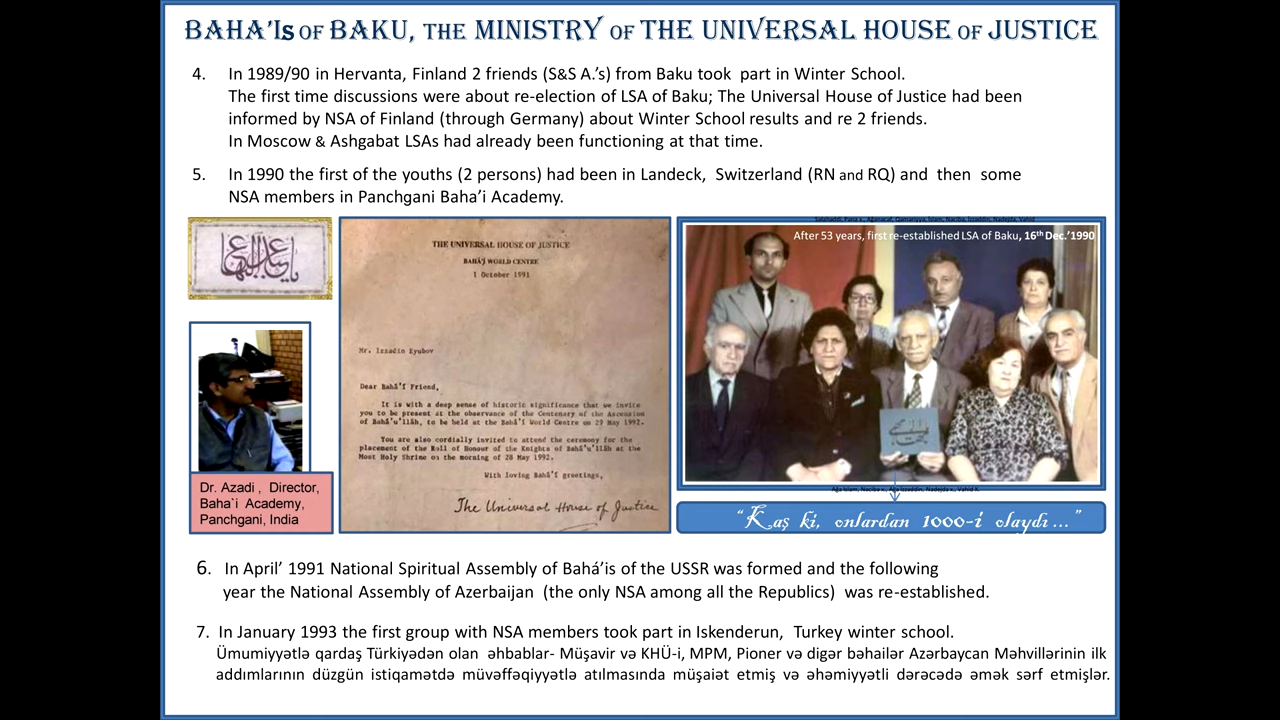 BAHA'Is OF BAKU, THE MINISTRY OF THE UNIVERSAL HOUSE OF JUSTICE
4. In 1989/90 in Hervanta, Finland 2 friends (S&S A.'s) from Baku took part in Winter School.
The first time discussions were about re-election of LSA of Baku; The Universal House of Justice had been
informed by NSA of Finland (through Germany) about Winter School results and re 2 friends.
In Moscow & Ashgabat LSAs had already been functioning at that time.
5. In 1990 the first of the youths (2 persons) had been in Landeck, Switzerland (RN and RQ) and then some
NSA members in Panchgani Baha'i Academy.
Dr. Azadi , Director,
Baha`i Academy,
Panchgani, India
THE UNIVERSAL HOUSE OF JUSTICE
BAHÁ'Í WORLD CENTRE
1 October 1991
Mr. Izzadin Eyubov
Dear Bahá'í Friend,
It is with a deep sense of historic significance that we invite
you to be present at the observance of the Centenary of the Ascension
of Bahá'u'lláh, to be held at the Bahá'í World Centre on 29 May 1992.
You are also cordially invited to attend the ceremony for the
placement of the Roll of Honour of the Knights of Bahá'u'lláh at the
Most Holy Shrine on the morning of 28 May 1992.
With loving Bahá'í greetings,
The Universal House of Justice
After 53 years, first re-established LSA of Baku, 16th Dec.'1990
"Kaş ki, onlardan 1000-i olaydı ..."
6. In April' 1991 National Spiritual Assembly of Bahá'is of the USSR was formed and the following
year the National Assembly of Azerbaijan (the only NSA among all the Republics) was re-established.
7. In January 1993 the first group with NSA members took part in Iskenderun, Turkey winter school.
Ümumiyyətlə qardaş Türkiyədən olan əhbablar- Müşavir və KHÜ-i, MPM, Pioner və digər bəhailər Azərbaycan Məhvillərinin ilk
addımlarının düzgün istiqamətdə müvəffəqiyyətlə atılmasında müşaiət etmiş və əhəmiyyətli dərəcədə əmək sərf etmişlər.